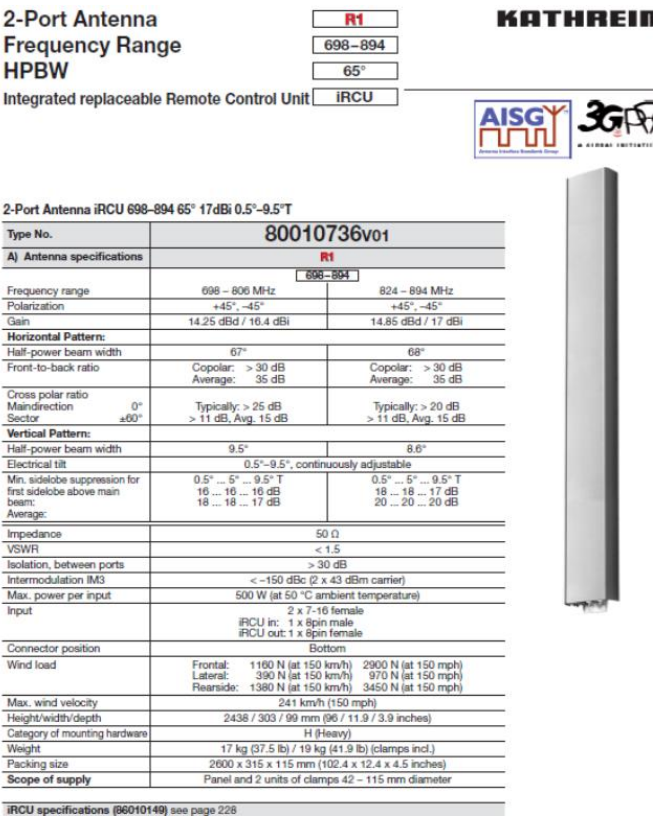 2-Port Antenna R1
Frequency Range 698–894
HPBW 65°
Integrated replaceable Remote Control Unit iRCU
KATHREIN
AISG
Antenna Interface Standards Group
3GPP
A GLOBAL INITIATIVE
2-Port Antenna iRCU 698–894 65° 17dBi 0.5°–9.5°T
Type No. 80010736V01
A) Antenna specifications R1
698–894
Frequency range 698 – 806 MHz 824 – 894 MHz
Polarization +45°, –45° +45°, –45°
Gain 14.25 dBd / 16.4 dBi 14.85 dBd / 17 dBi
Horizontal Pattern:
Half-power beam width 67° 68°
Front-to-back ratio Copolar: > 30 dB Copolar: > 30 dB
Average: 35 dB Average: 35 dB
Cross polar ratio
Maindirection 0° Typically: > 25 dB Typically: > 20 dB
Sector ±60° > 11 dB, Avg. 15 dB > 11 dB, Avg. 15 dB
Vertical Pattern:
Half-power beam width 9.5° 8.6°
Electrical tilt 0.5°–9.5°, continuously adjustable
Min. sidelobe suppression for 0.5° ... 5° ... 9.5° T 0.5° ... 5° ... 9.5° T
first sidelobe above main 16 ... 16 ... 16 dB 18 ... 18 ... 17 dB
beam: 18 ... 18 ... 17 dB 20 ... 20 ... 20 dB
Average:
Impedance 50 Ω
VSWR < 1.5
Isolation, between ports > 30 dB
Intermodulation IM3 < –150 dBc (2 x 43 dBm carrier)
Max. power per input 500 W (at 50 °C ambient temperature)
Input 2 x 7-16 female
iRCU in: 1 x 8pin male
iRCU out: 1 x 8pin female
Connector position Bottom
Wind load Frontal: 1160 N (at 150 km/h) 2900 N (at 150 mph)
Lateral: 390 N (at 150 km/h) 970 N (at 150 mph)
Rearside: 1380 N (at 150 km/h) 3450 N (at 150 mph)
Max. wind velocity 241 km/h (150 mph)
Height/width/depth 2438 / 303 / 99 mm (96 / 11.9 / 3.9 inches)
Category of mounting hardware H (Heavy)
Weight 17 kg (37.5 lb) / 19 kg (41.9 lb) (clamps incl.)
Packing size 2600 x 315 x 115 mm (102.4 x 12.4 x 4.5 inches)
Scope of supply Panel and 2 units of clamps 42 – 115 mm diameter
iRCU specifications (86010149) see page 228